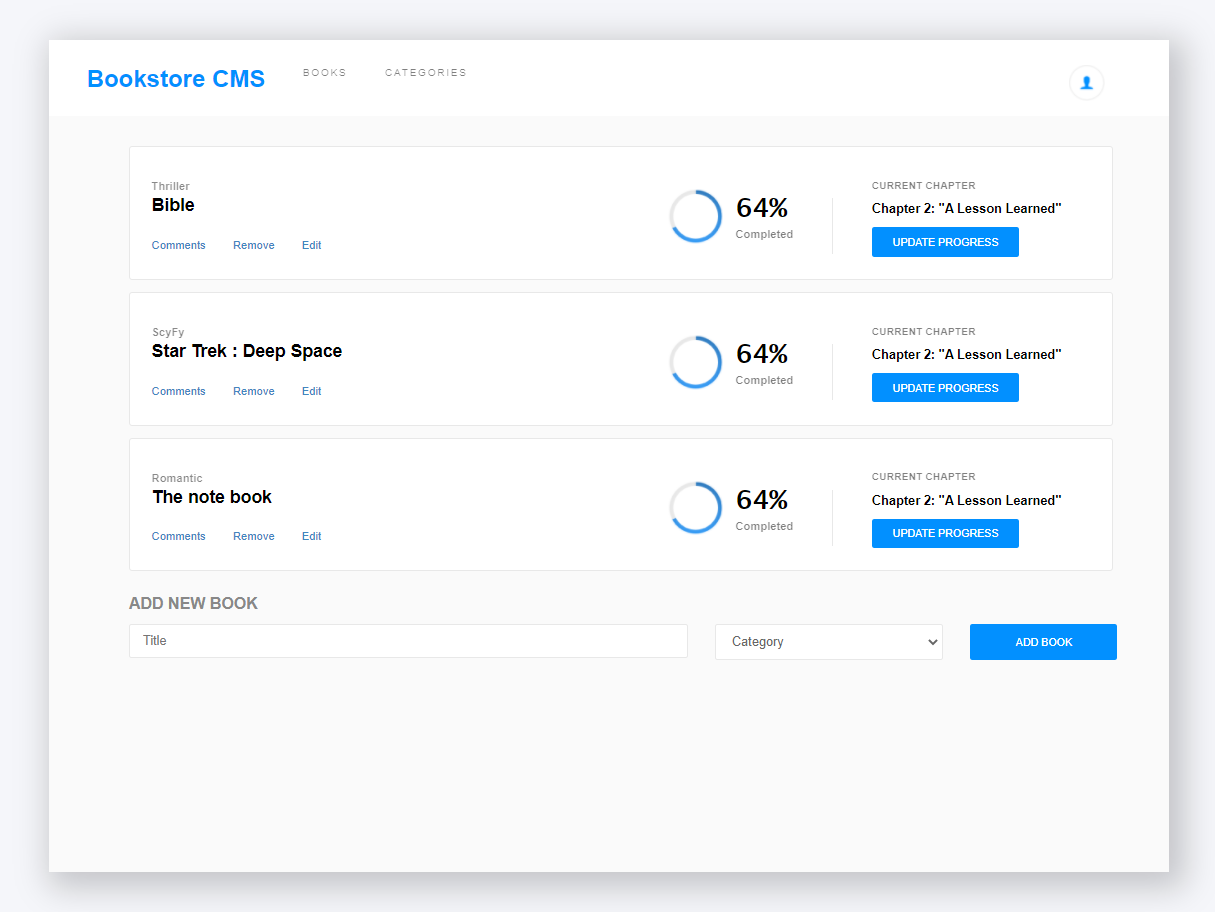 Bookstore CMS
BOOKS
CATEGORIES
Thriller
Bible
Comments Remove Edit
64%
Completed
CURRENT CHAPTER
Chapter 2: "A Lesson Learned"
UPDATE PROGRESS
ScyFy
Star Trek : Deep Space
Comments Remove Edit
64%
Completed
CURRENT CHAPTER
Chapter 2: "A Lesson Learned"
UPDATE PROGRESS
Romantic
The note book
Comments Remove Edit
64%
Completed
CURRENT CHAPTER
Chapter 2: "A Lesson Learned"
UPDATE PROGRESS
ADD NEW BOOK
Title
Category
ADD BOOK